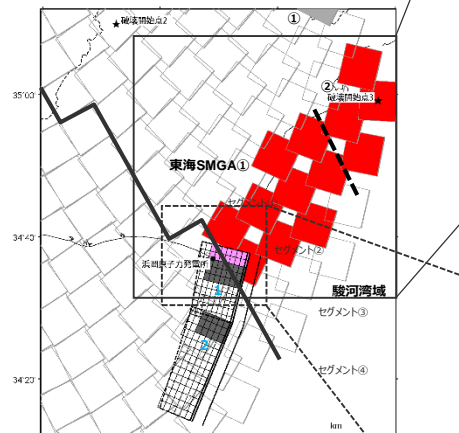 ①
★破壊開始点2
②
35°00'
破壊開始点3★
東海SMGA①
セグメント
34°40'
セグメント②
浜岡原子力発電所
1
駿河湾域
セグメント③
2
セグメント④
34°20'
km